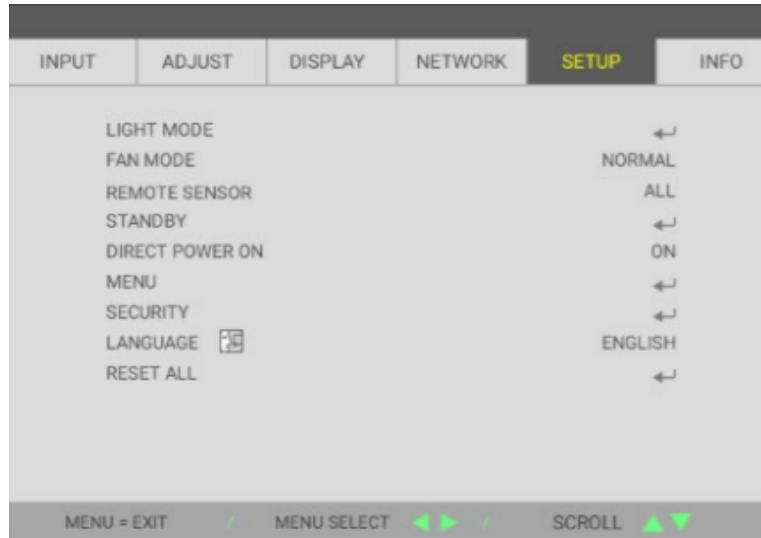 INPUT ADJUST DISPLAY NETWORK SETUP INFO
LIGHT MODE
FAN MODE NORMAL
REMOTE SENSOR ALL
STANDBY
DIRECT POWER ON ON
MENU
SECURITY
LANGUAGE ENGLISH
RESET ALL
MENU = EXIT / MENU SELECT ◀ ▶ / SCROLL ▲ ▼